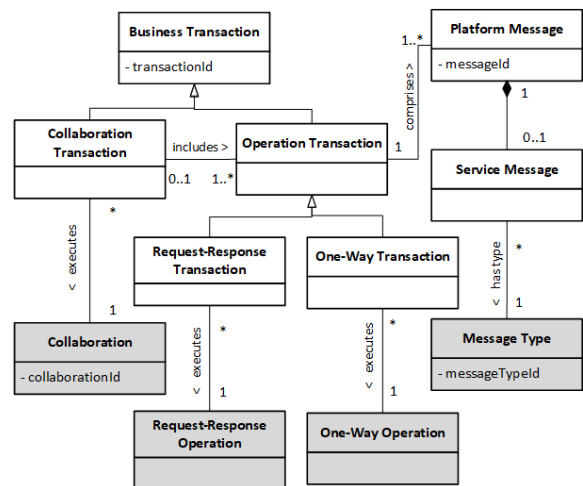 Business Transaction
- transactionId
Platform Message
- messageId
1..*
comprises >
1
1
0..1
Collaboration
Transaction
includes >
0..1
1..*
Operation Transaction
Service Message
*
< executes
1
Request-Response
Transaction
One-Way Transaction
*
< has type
1
Collaboration
- collaborationId
*
< executes
1
*
< executes
1
Message Type
- messageTypeId
Request-Response
Operation
One-Way Operation